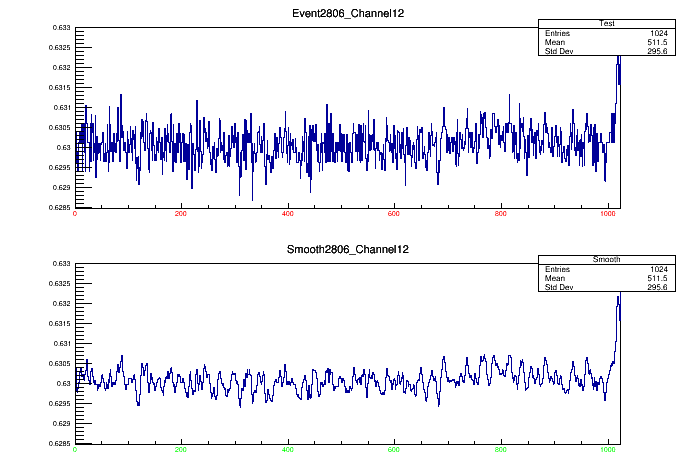 Event2806_Channel12
Test
Entries 1024
Mean 511.5
Std Dev 295.6
0.633
0.6325
0.632
0.6315
0.631
0.6305
0.63
0.6295
0.629
0.6285
0 200 400 600 800 1000
Smooth2806_Channel12
Smooth
Entries 1024
Mean 511.5
Std Dev 295.6
0.633
0.6325
0.632
0.6315
0.631
0.6305
0.63
0.6295
0.629
0.6285
0 200 400 600 800 1000